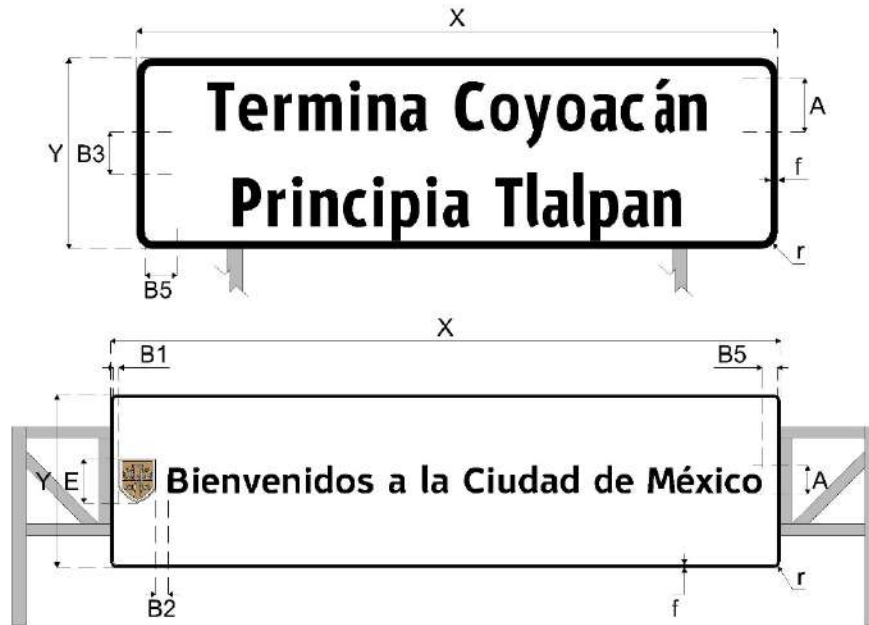 X
Termina Coyoacán
A
Y
B3
f
Principia Tlalpan
r
B5
X
B1
B5
Y
E
Bienvenidos a la Ciudad de México
A
B2
f
r